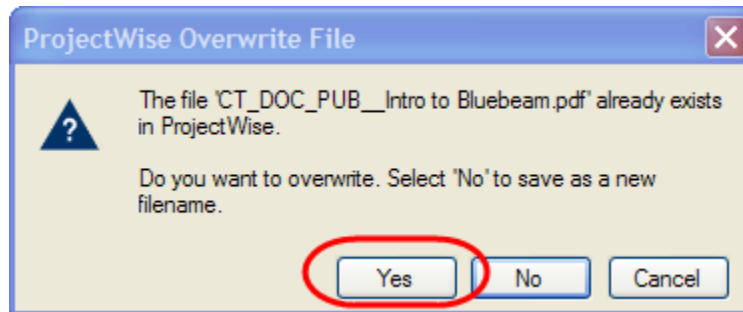 ProjectWise Overwrite File
The file 'CT_DOC_PUB__Intro to Bluebeam.pdf' already exists
in ProjectWise.
Do you want to overwrite. Select 'No' to save as a new
filename.
Yes No Cancel